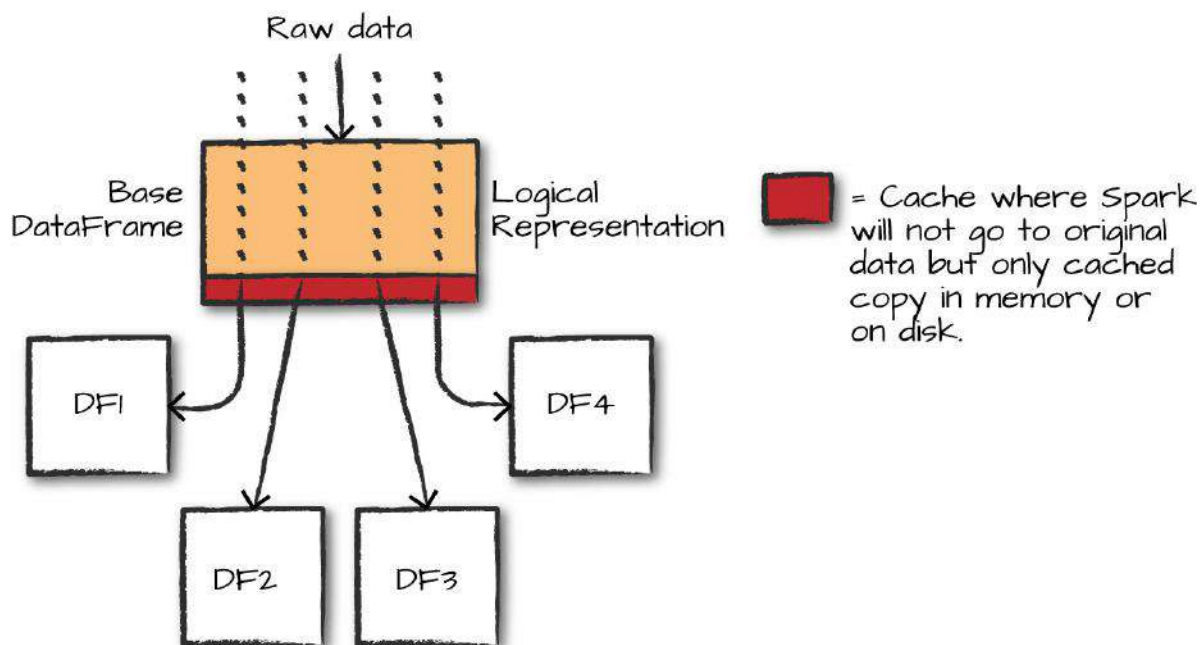 Raw data
Base
DataFrame
Logical
Representation
= Cache where Spark
will not go to original
data but only cached
copy in memory or
on disk.
DF1
DF4
DF2
DF3